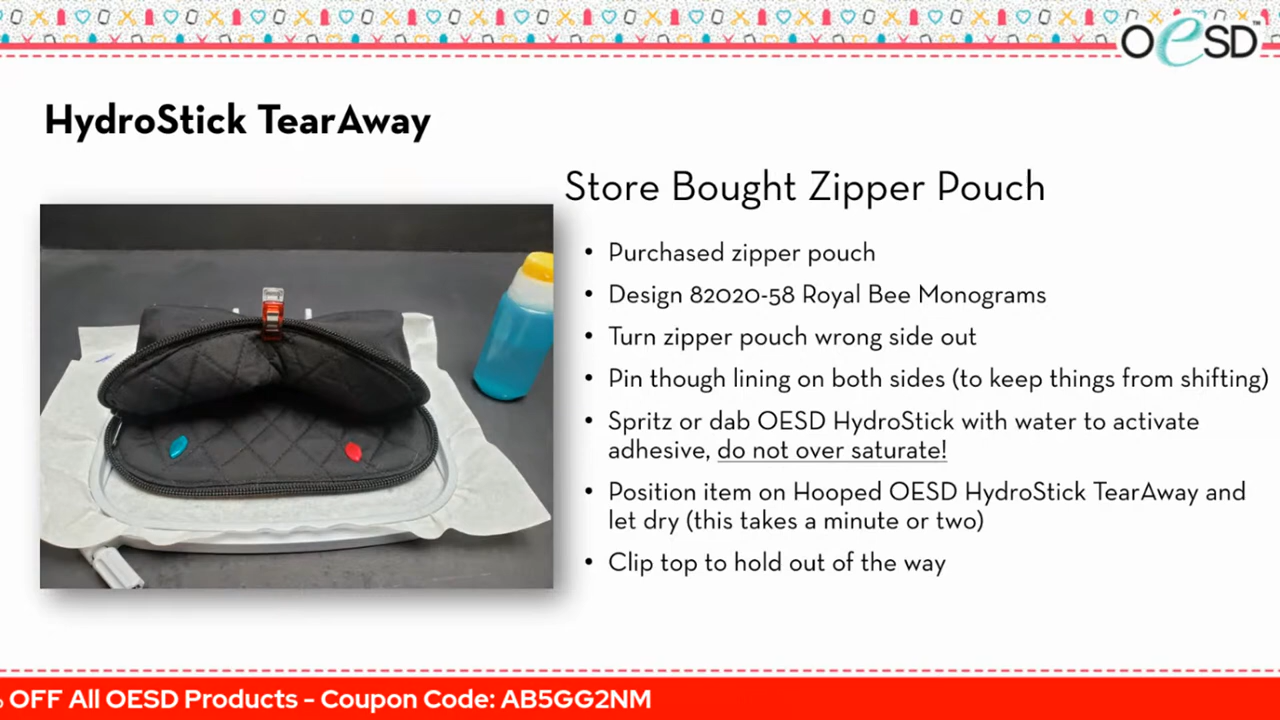 OESD™
HydroStick TearAway
Store Bought Zipper Pouch
• Purchased zipper pouch
• Design 82020-58 Royal Bee Monograms
• Turn zipper pouch wrong side out
• Pin though lining on both sides (to keep things from shifting)
• Spritz or dab OESD HydroStick with water to activate
adhesive, do not over saturate!
• Position item on Hooped OESD HydroStick TearAway and
let dry (this takes a minute or two)
• Clip top to hold out of the way
% OFF All OESD Products - Coupon Code: AB5GG2NM